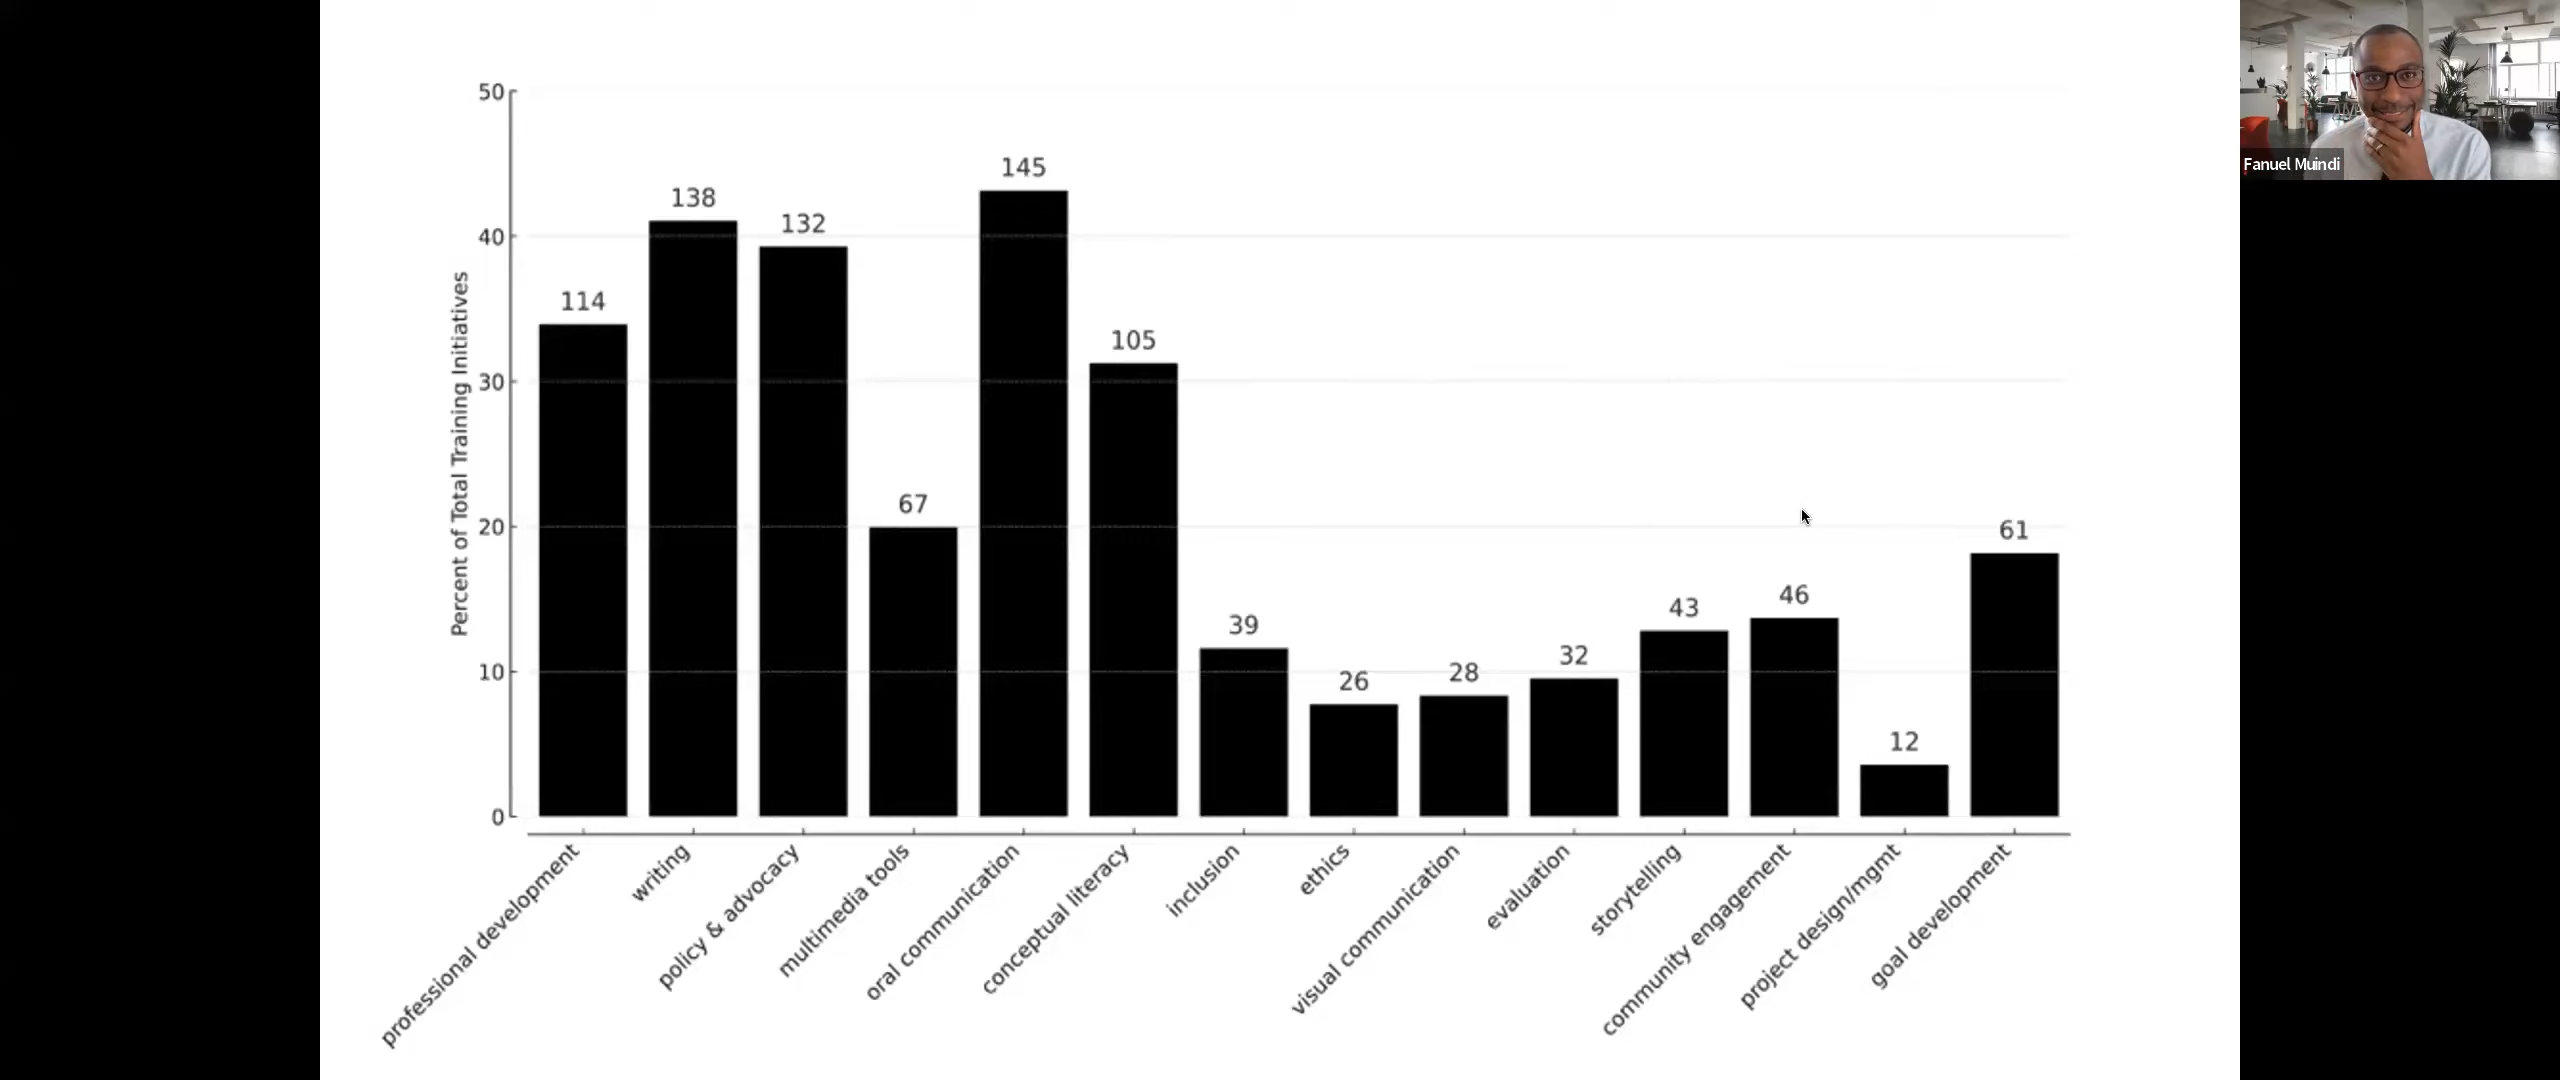 Percent of Total Training Initiatives
50
40
30
20
10
0
114
138
132
67
145
105
39
26
28
32
43
46
12
61
professional development
writing
policy & advocacy
multimedia tools
oral communication
conceptual literacy
inclusion
ethics
visual communication
evaluation
storytelling
community engagement
project design/mgmt
goal development
Fanuel Muindi